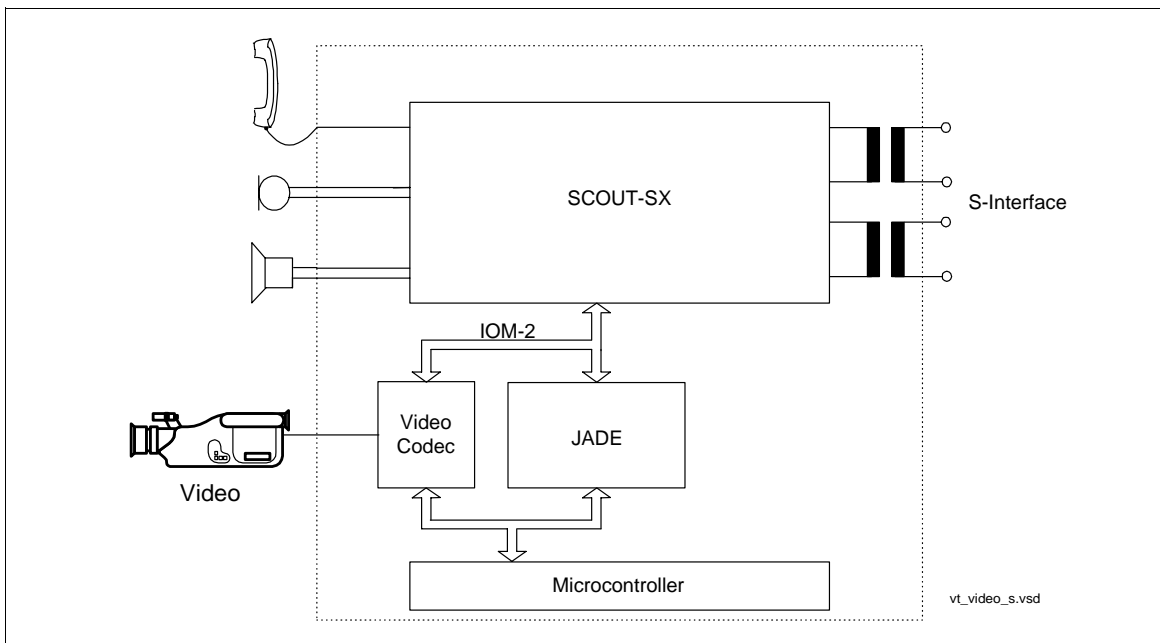 SCOUT-SX
S-Interface
IOM-2
Video
Codec
JADE
Video
Microcontroller
vt_video_s.vsd